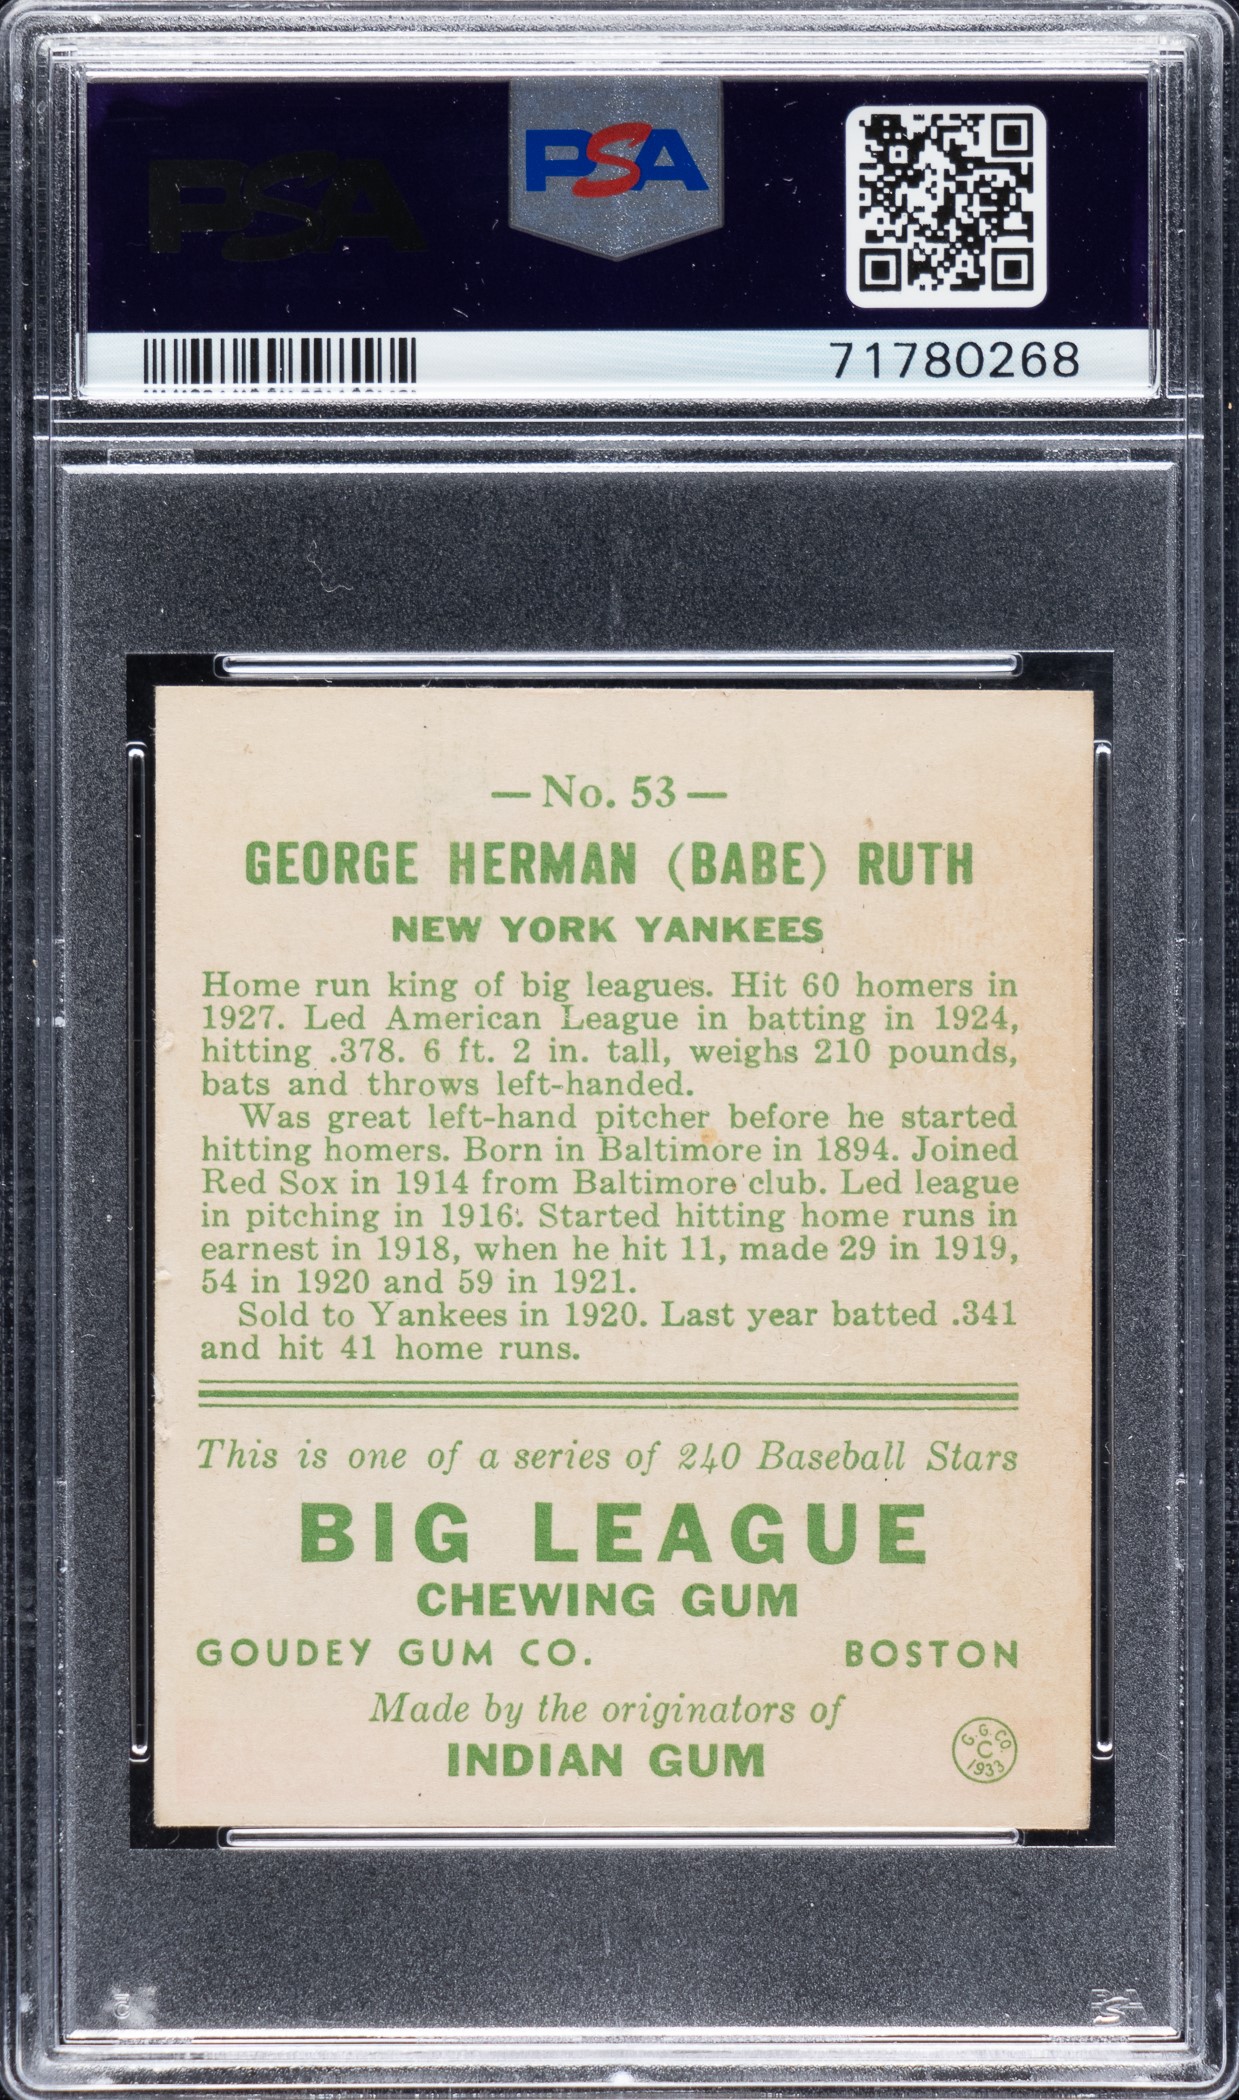 PSA
PSA
71780268
— No. 53 —
GEORGE HERMAN (BABE) RUTH
NEW YORK YANKEES
Home run king of big leagues. Hit 60 homers in
1927. Led American League in batting in 1924,
hitting .378. 6 ft. 2 in. tall, weighs 210 pounds,
bats and throws left-handed.
Was great left-hand pitcher before he started
hitting homers. Born in Baltimore in 1894. Joined
Red Sox in 1914 from Baltimore club. Led league
in pitching in 1916. Started hitting home runs in
earnest in 1918, when he hit 11, made 29 in 1919,
54 in 1920 and 59 in 1921.
Sold to Yankees in 1920. Last year batted .341
and hit 41 home runs.
This is one of a series of 240 Baseball Stars
BIG LEAGUE
CHEWING GUM
GOUDEY GUM CO. BOSTON
Made by the originators of
INDIAN GUM
G. G. CO.
C
1933
PSA